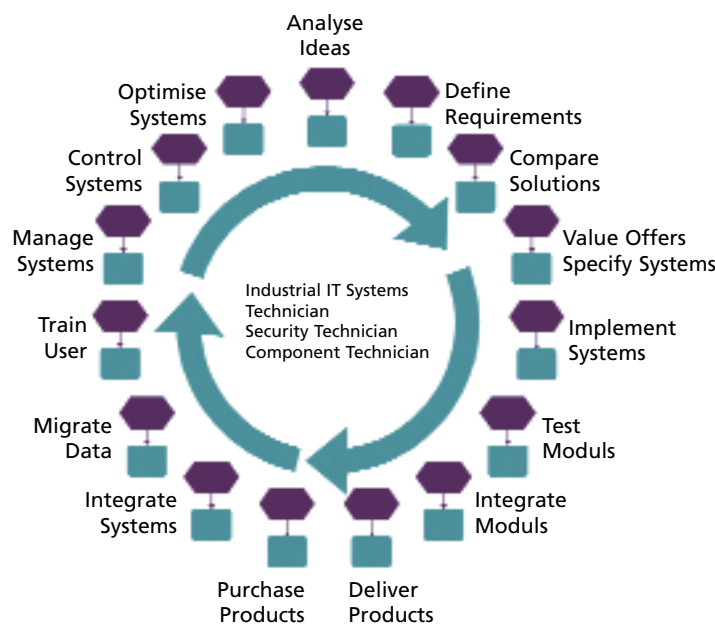 Analyse
Ideas
Define
Requirements
Compare
Solutions
Value Offers
Specify Systems
Implement
Systems
Test
Moduls
Integrate
Moduls
Deliver
Products
Purchase
Products
Integrate
Systems
Migrate
Data
Train
User
Manage
Systems
Control
Systems
Optimise
Systems
Industrial IT Systems
Technician
Security Technician
Component Technician